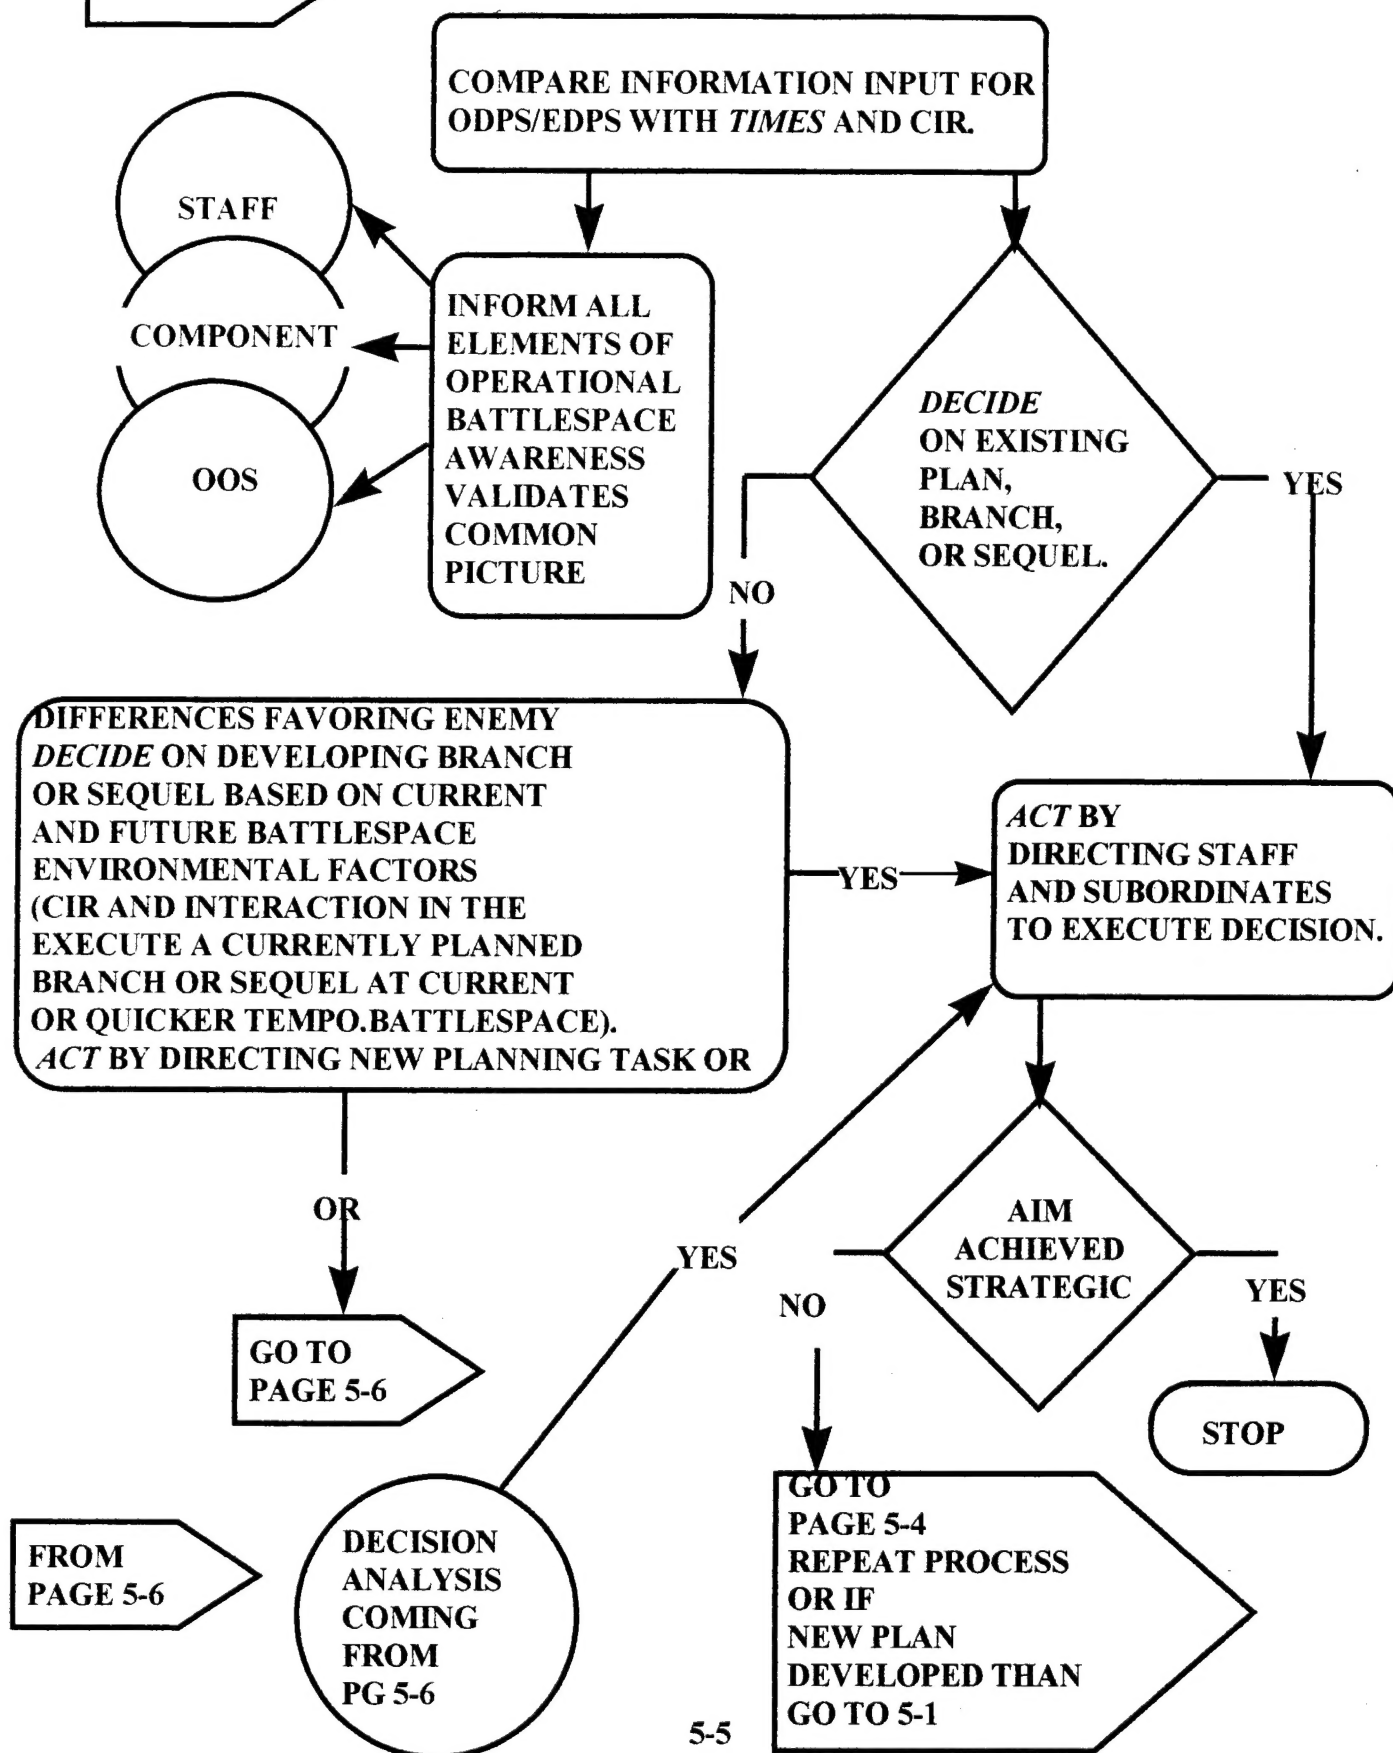 COMPARE INFORMATION INPUT FOR
ODPS/EDPS WITH TIMES AND CIR.
STAFF
COMPONENT
OOS
INFORM ALL
ELEMENTS OF
OPERATIONAL
BATTLESPACE
AWARENESS
VALIDATES
COMMON
PICTURE
DECIDE
ON EXISTING
PLAN,
BRANCH,
OR SEQUEL.
YES
NO
DIFFERENCES FAVORING ENEMY
DECIDE ON DEVELOPING BRANCH
OR SEQUEL BASED ON CURRENT
AND FUTURE BATTLESPACE
ENVIRONMENTAL FACTORS
(CIR AND INTERACTION IN THE
EXECUTE A CURRENTLY PLANNED
BRANCH OR SEQUEL AT CURRENT
OR QUICKER TEMPO.BATTLESPACE).
ACT BY DIRECTING NEW PLANNING TASK OR
YES
ACT BY
DIRECTING STAFF
AND SUBORDINATES
TO EXECUTE DECISION.
OR
YES
AIM
ACHIEVED
STRATEGIC
NO
YES
STOP
GO TO
PAGE 5-6
FROM
PAGE 5-6
DECISION
ANALYSIS
COMING
FROM
PG 5-6
GO TO
PAGE 5-4
REPEAT PROCESS
OR IF
NEW PLAN
DEVELOPED THAN
GO TO 5-1
5-5